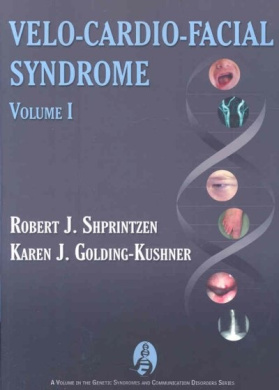 VELO-CARDIO-FACIAL
SYNDROME
VOLUME I
ROBERT J. SHPRINTZEN
KAREN J. GOLDING-KUSHNER
A VOLUME IN THE GENETIC SYNDROMES AND COMMUNICATION DISORDERS SERIES